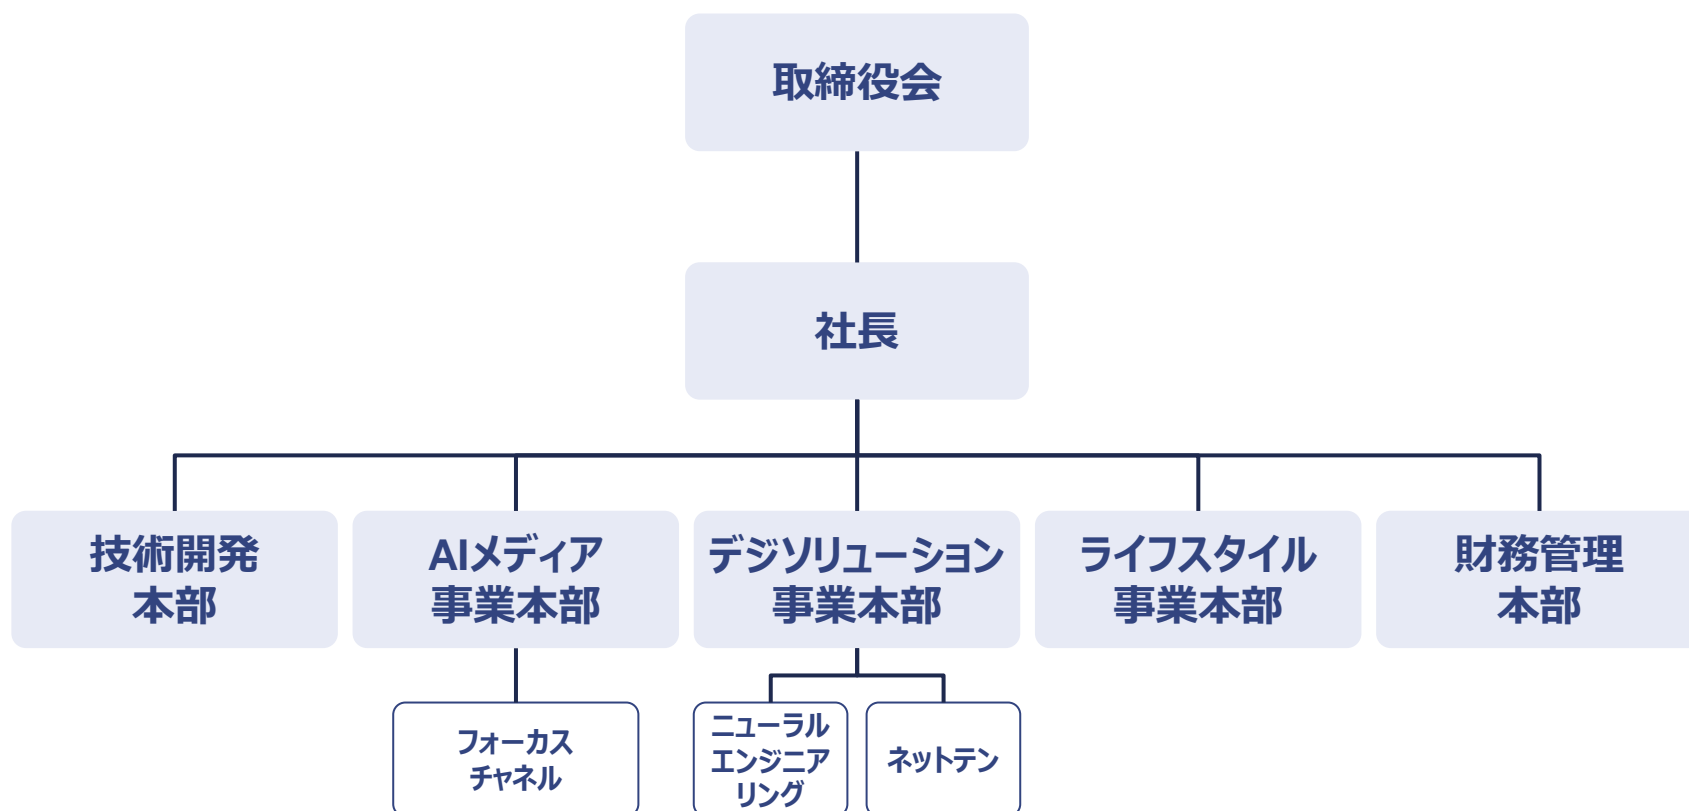 取締役会
社長
技術開発
本部
AIメディア
事業本部
デジソリューション
事業本部
ライフスタイル
事業本部
財務管理
本部
フォーカス
チャネル
ニューラル
エンジニア
リング
ネットテン